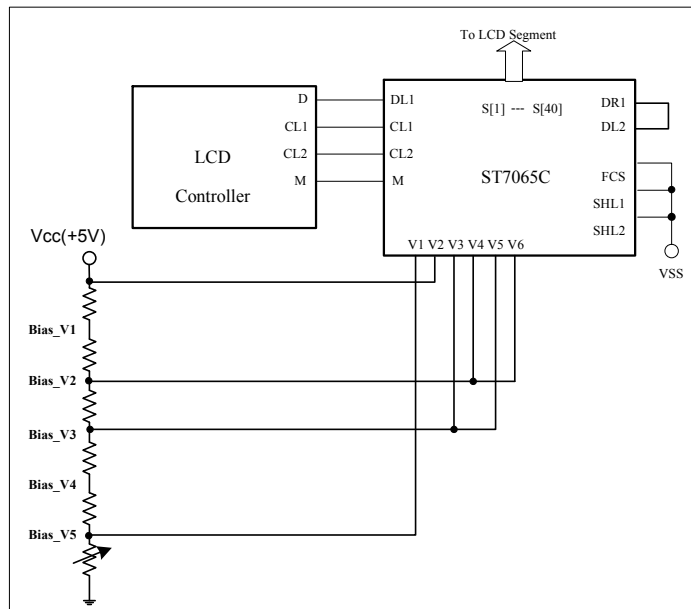 To LCD Segment
D
CL1
CL2
M
LCD
Controller
DL1
CL1
CL2
M
S[1] --- S[40]
ST7065C
DR1
DL2
FCS
SHL1
SHL2
V1 V2 V3 V4 V5 V6
VSS
Vcc(+5V)
Bias_V1
Bias_V2
Bias_V3
Bias_V4
Bias_V5